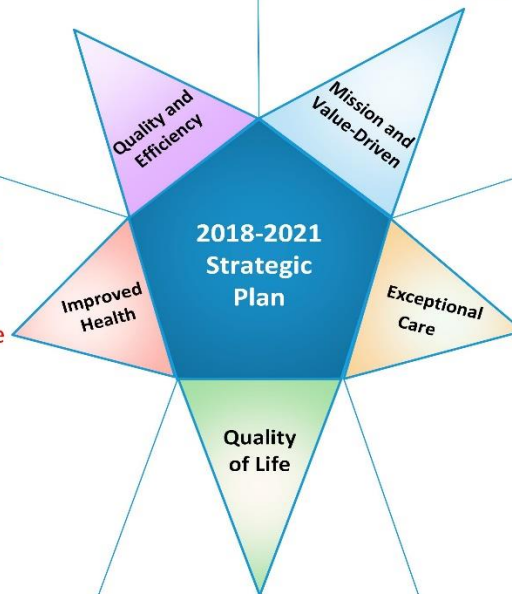 Quality and
Efficiency
Mission and
Value-Driven
2018-2021
Strategic
Plan
Improved
Health
Exceptional
Care
Quality
of Life
e